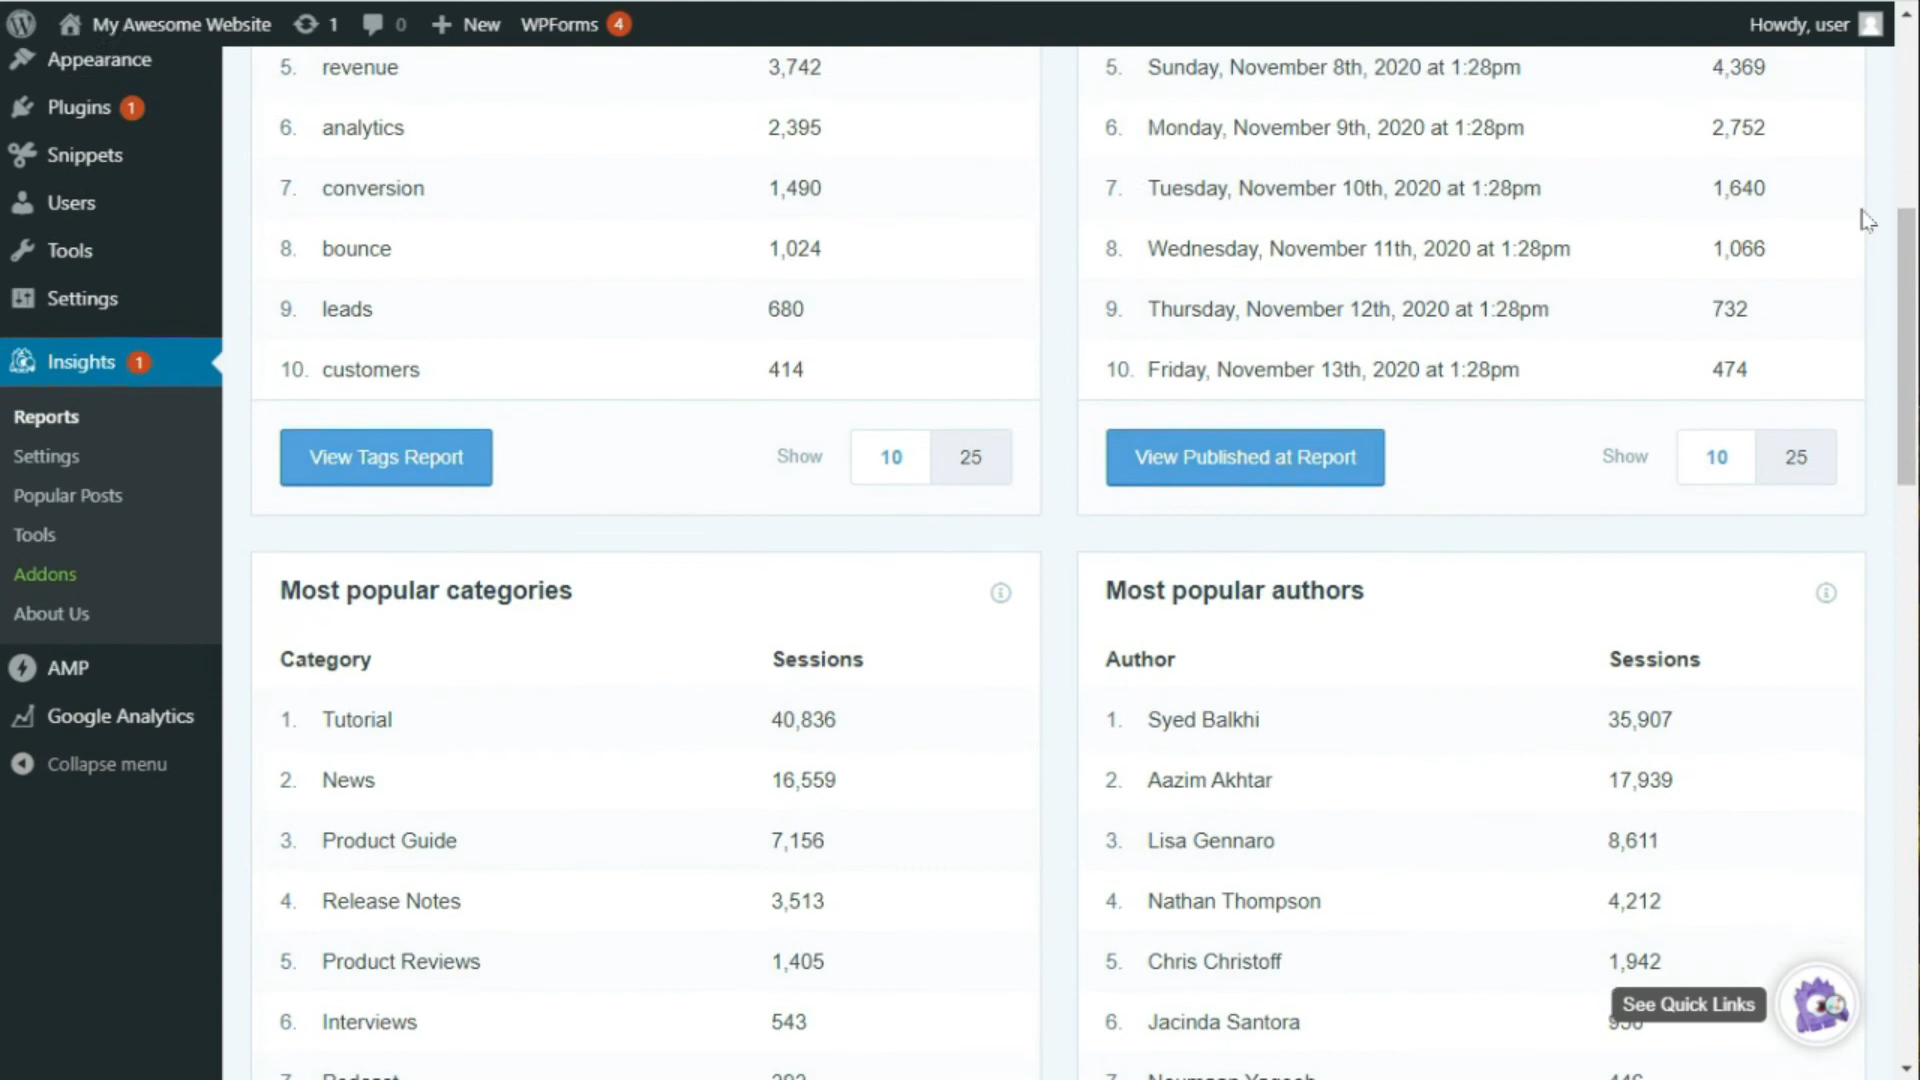 My Awesome Website 1 0 New WPForms 4 Howdy, user
Appearance
Plugins 1
Snippets
Users
Tools
Settings
Insights 1
Reports
Settings
Popular Posts
Tools
Addons
About Us
AMP
Google Analytics
Collapse menu
5. revenue 3,742
6. analytics 2,395
7. conversion 1,490
8. bounce 1,024
9. leads 680
10. customers 414
View Tags Report Show 10 25
5. Sunday, November 8th, 2020 at 1:28pm 4,369
6. Monday, November 9th, 2020 at 1:28pm 2,752
7. Tuesday, November 10th, 2020 at 1:28pm 1,640
8. Wednesday, November 11th, 2020 at 1:28pm 1,066
9. Thursday, November 12th, 2020 at 1:28pm 732
10. Friday, November 13th, 2020 at 1:28pm 474
View Published at Report Show 10 25
Most popular categories
Category Sessions
1. Tutorial 40,836
2. News 16,559
3. Product Guide 7,156
4. Release Notes 3,513
5. Product Reviews 1,405
6. Interviews 543
Most popular authors
Author Sessions
1. Syed Balkhi 35,907
2. Aazim Akhtar 17,939
3. Lisa Gennaro 8,611
4. Nathan Thompson 4,212
5. Chris Christoff 1,942
6. Jacinda Santora
See Quick Links